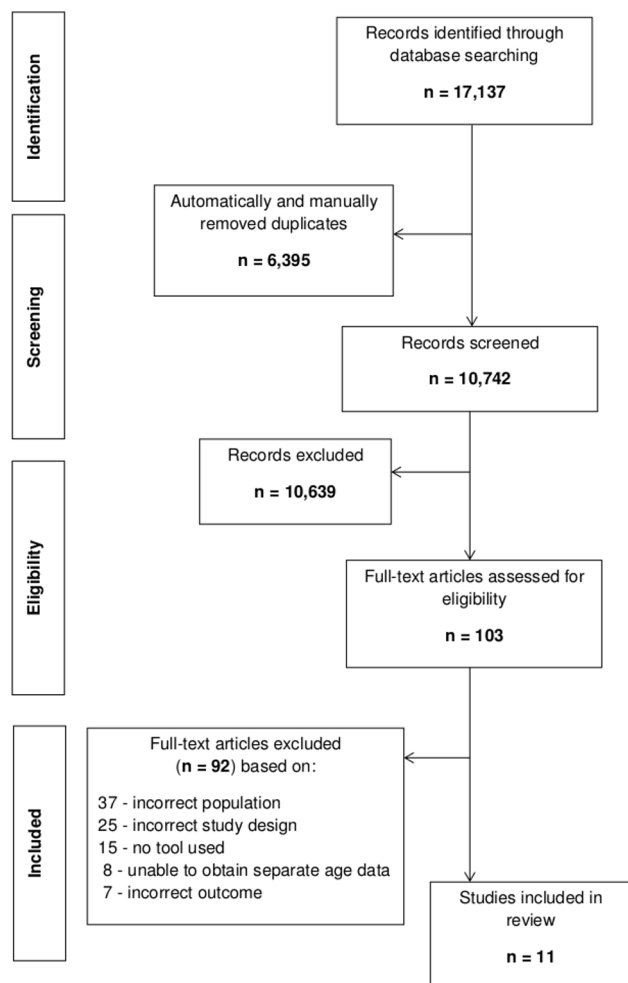 Identification
Records identified through
database searching
n = 17,137
Automatically and manually
removed duplicates
n = 6,395
Screening
Records screened
n = 10,742
Records excluded
n = 10,639
Eligibility
Full-text articles assessed for
eligibility
n = 103
Included
Full-text articles excluded
(n = 92) based on:
37 - incorrect population
25 - incorrect study design
15 - no tool used
8 - unable to obtain separate age data
7 - incorrect outcome
Studies included in
review
n = 11